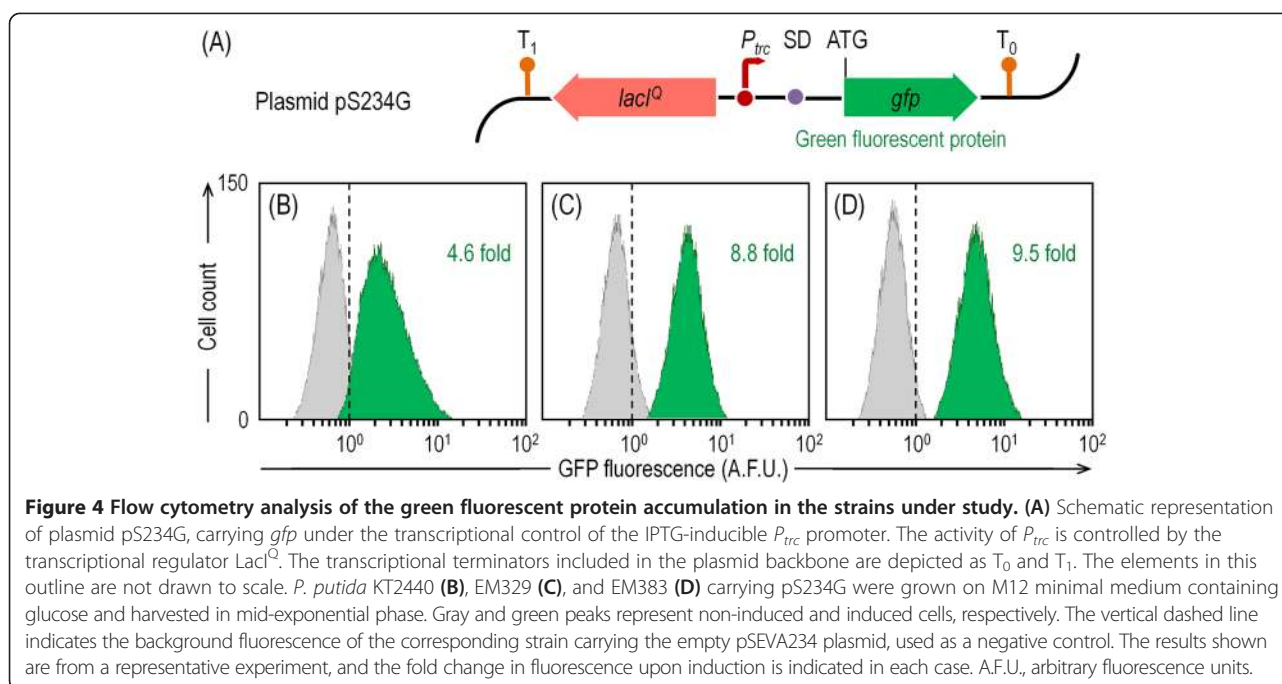 (A)
T1 Ptrc SD ATG T0
Plasmid pS234G
lacIQ gfp
Green fluorescent protein
150
(B) (C) (D)
4.6 fold 8.8 fold 9.5 fold
Cell count
0
10^0 10^1 10^2 10^0 10^1 10^2 10^0 10^1 10^2
GFP fluorescence (A.F.U.)
Figure 4 Flow cytometry analysis of the green fluorescent protein accumulation in the strains under study. (A) Schematic representation
of plasmid pS234G, carrying gfp under the transcriptional control of the IPTG-inducible Ptrc promoter. The activity of Ptrc is controlled by the
transcriptional regulator LacIQ. The transcriptional terminators included in the plasmid backbone are depicted as T0 and T1. The elements in this
outline are not drawn to scale. P. putida KT2440 (B), EM329 (C), and EM383 (D) carrying pS234G were grown on M12 minimal medium containing
glucose and harvested in mid-exponential phase. Gray and green peaks represent non-induced and induced cells, respectively. The vertical dashed line
indicates the background fluorescence of the corresponding strain carrying the empty pSEVA234 plasmid, used as a negative control. The results shown
are from a representative experiment, and the fold change in fluorescence upon induction is indicated in each case. A.F.U., arbitrary fluorescence units.